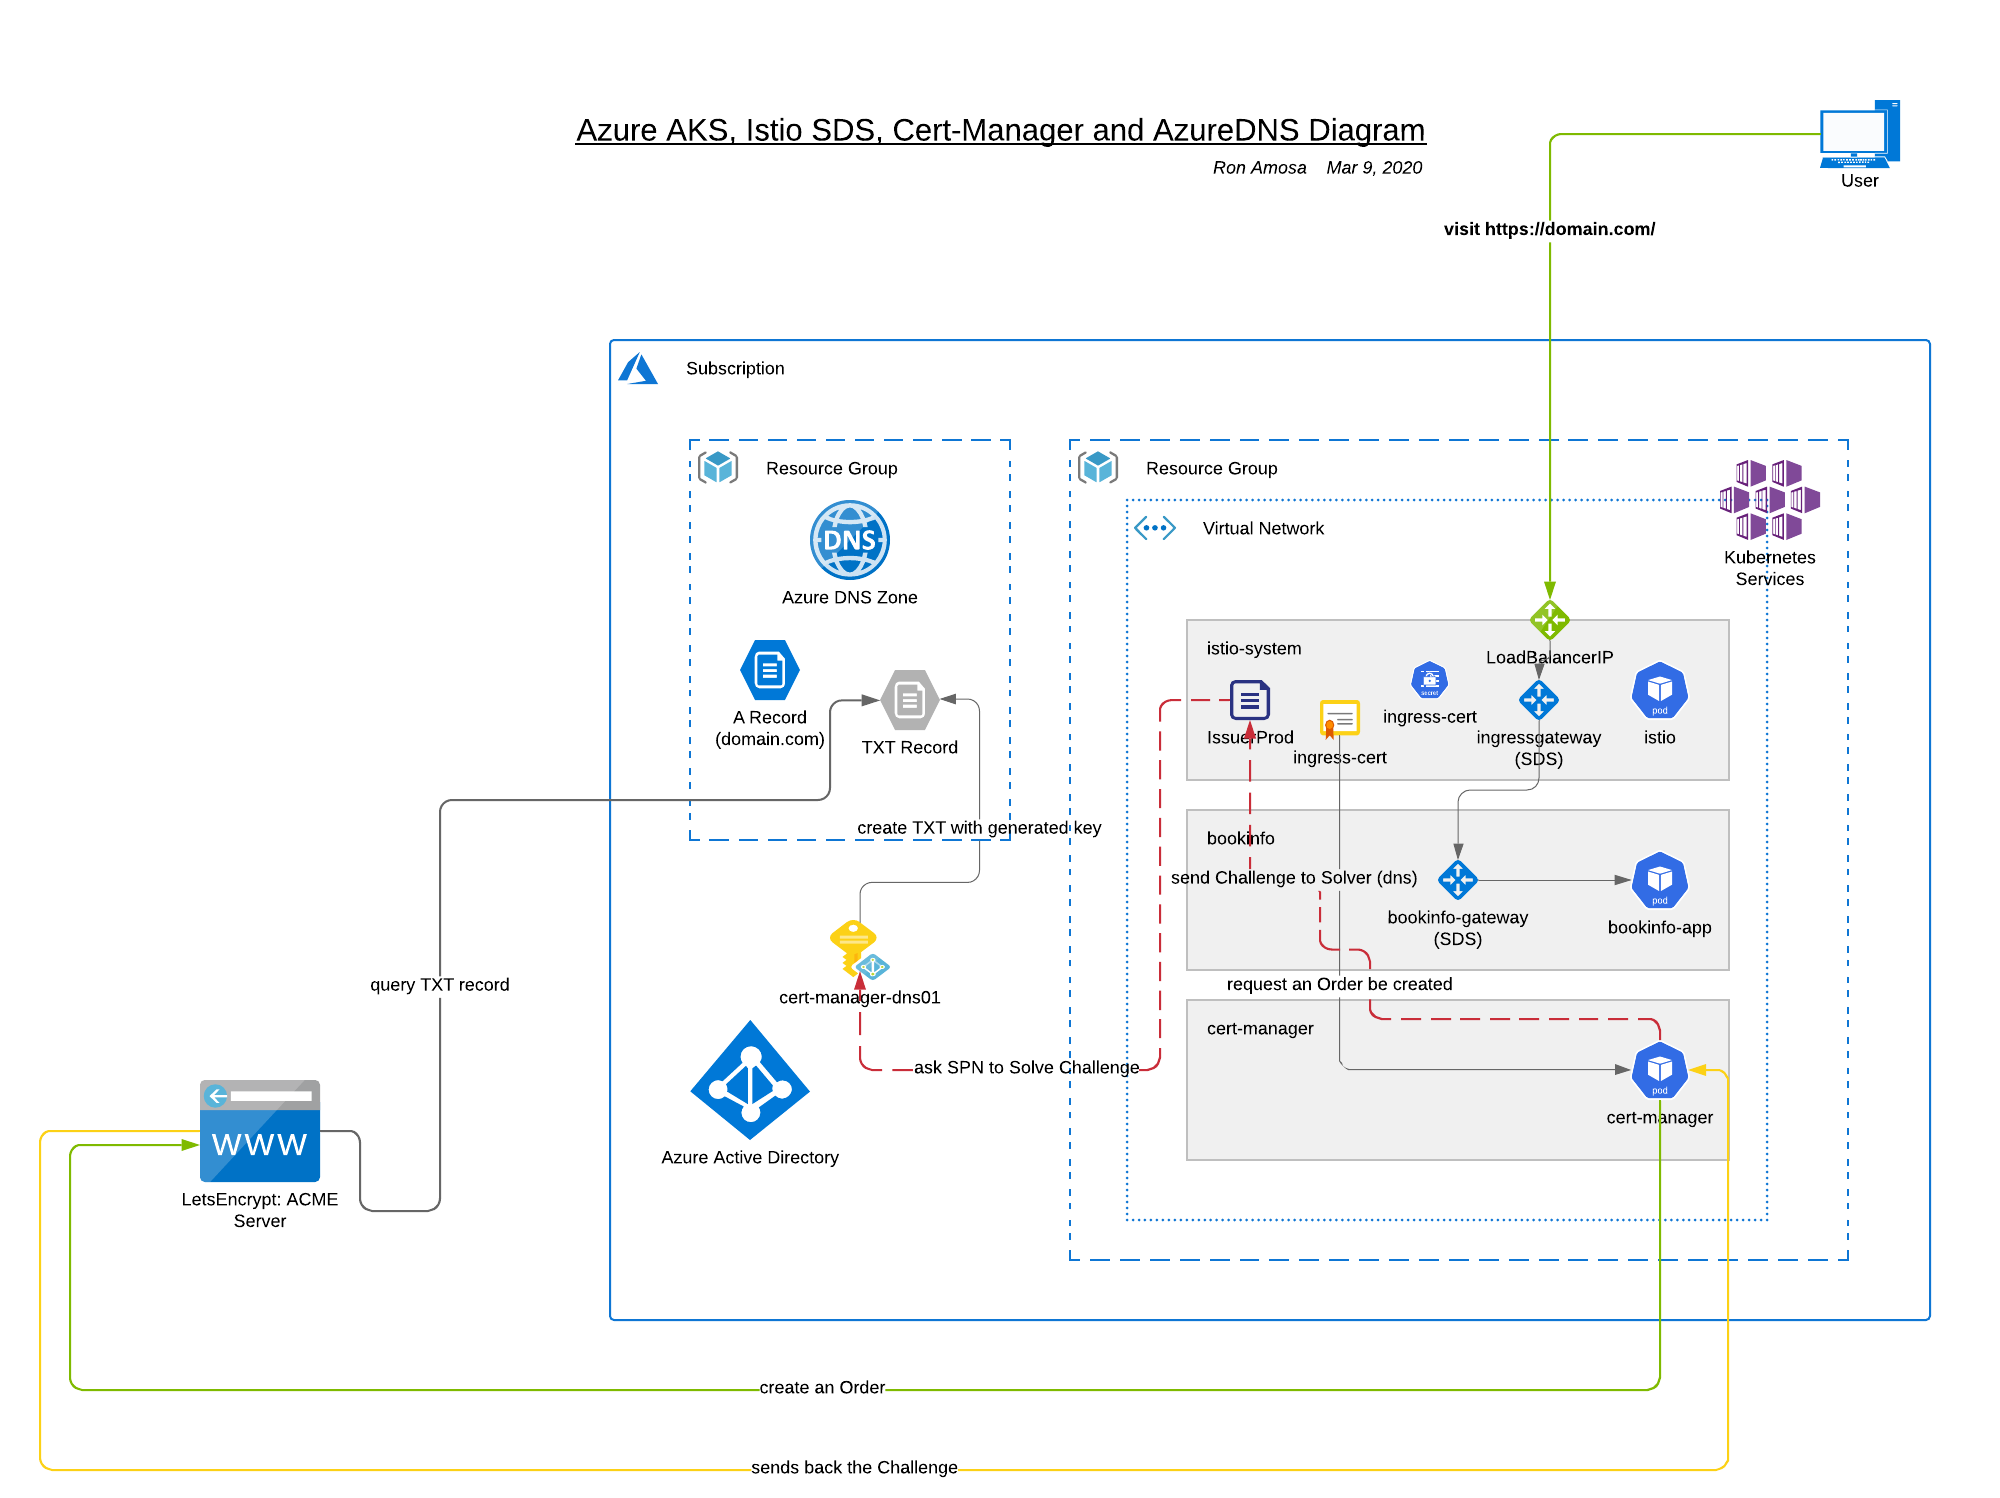 Azure AKS, Istio SDS, Cert-Manager and AzureDNS Diagram
Ron Amosa Mar 9, 2020
User
visit https://domain.com/
Subscription
Resource Group
DNS
Azure DNS Zone
A Record
(domain.com)
TXT Record
create TXT with generated key
Resource Group
Virtual Network
Kubernetes
Services
istio-system
LoadBalancerIP
IssuerProd
ingress-cert
secret
ingress-cert
ingressgateway
(SDS)
pod
istio
bookinfo
send Challenge to Solver (dns)
bookinfo-gateway
(SDS)
pod
bookinfo-app
request an Order be created
cert-manager
pod
cert-manager
query TXT record
cert-manager-dns01
ask SPN to Solve Challenge
Azure Active Directory
WWW
LetsEncrypt: ACME
Server
create an Order
sends back the Challenge